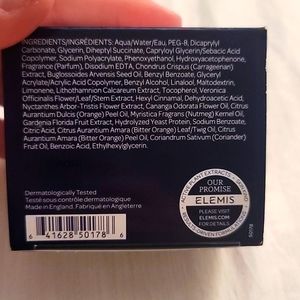 INGREDIENTS/INGRÉDIENTS: Aqua/Water/Eau, PEG-8, Dicaprylyl
Carbonate, Glycerin, Diheptyl Succinate, Capryloyl Glycerin/Sebacic Acid
Copolymer, Sodium Polyacrylate, Phenoxyethanol, Hydroxyacetophenone,
Fragrance (Parfum), Disodium EDTA, Chondrus Crispus (Carrageenan)
Extract, Buglossoides Arvensis Seed Oil, Benzyl Benzoate, Glyceryl
Acrylate/Acrylic Acid Copolymer, Benzyl Alcohol, Linalool, Maltodextrin,
Limonene, Lithothamnion Calcareum Extract, Tocopherol, Veronica
Officinalis Flower/Leaf/Stem Extract, Hexyl Cinnamal, Dehydroacetic Acid,
Nyctanthes Arbor-Tristis Flower Extract, Cananga Odorata Flower Oil, Citrus
Aurantium Dulcis (Orange) Peel Oil, Myristica Fragrans (Nutmeg) Kernel Oil,
Gardenia Florida Fruit Extract, Hydrolyzed Yeast Protein, Sodium Benzoate,
Citric Acid, Citrus Aurantium Amara (Bitter Orange) Leaf/Twig Oil, Citrus
Aurantium Amara (Bitter Orange) Peel Oil, Coriandrum Sativum (Coriander)
Fruit Oil, Benzoic Acid, Ethylhexylglycerin.
Dermatologically Tested
Testé sous contrôle dermatologique
Made in England. Fabriqué en Angleterre
41628 50178 6
OUR
PROMISE
ELEMIS
PLEASE VISIT
ELEMIS.COM
FOR DETAILS
50178